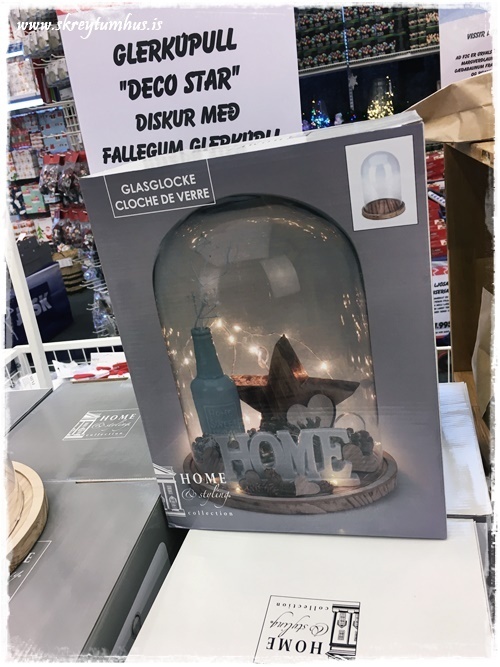 www.skreytumhus.is
GLERKÚPULL
"DECO STAR"
DISKUR MEÐ
FALLEGUM GLERKÚPLI
GLASGLOCKE
CLOCHE DE VERRE
HOME
HOME
& styling
collection
HOME
& styling
collection
HOME
& styling
collection